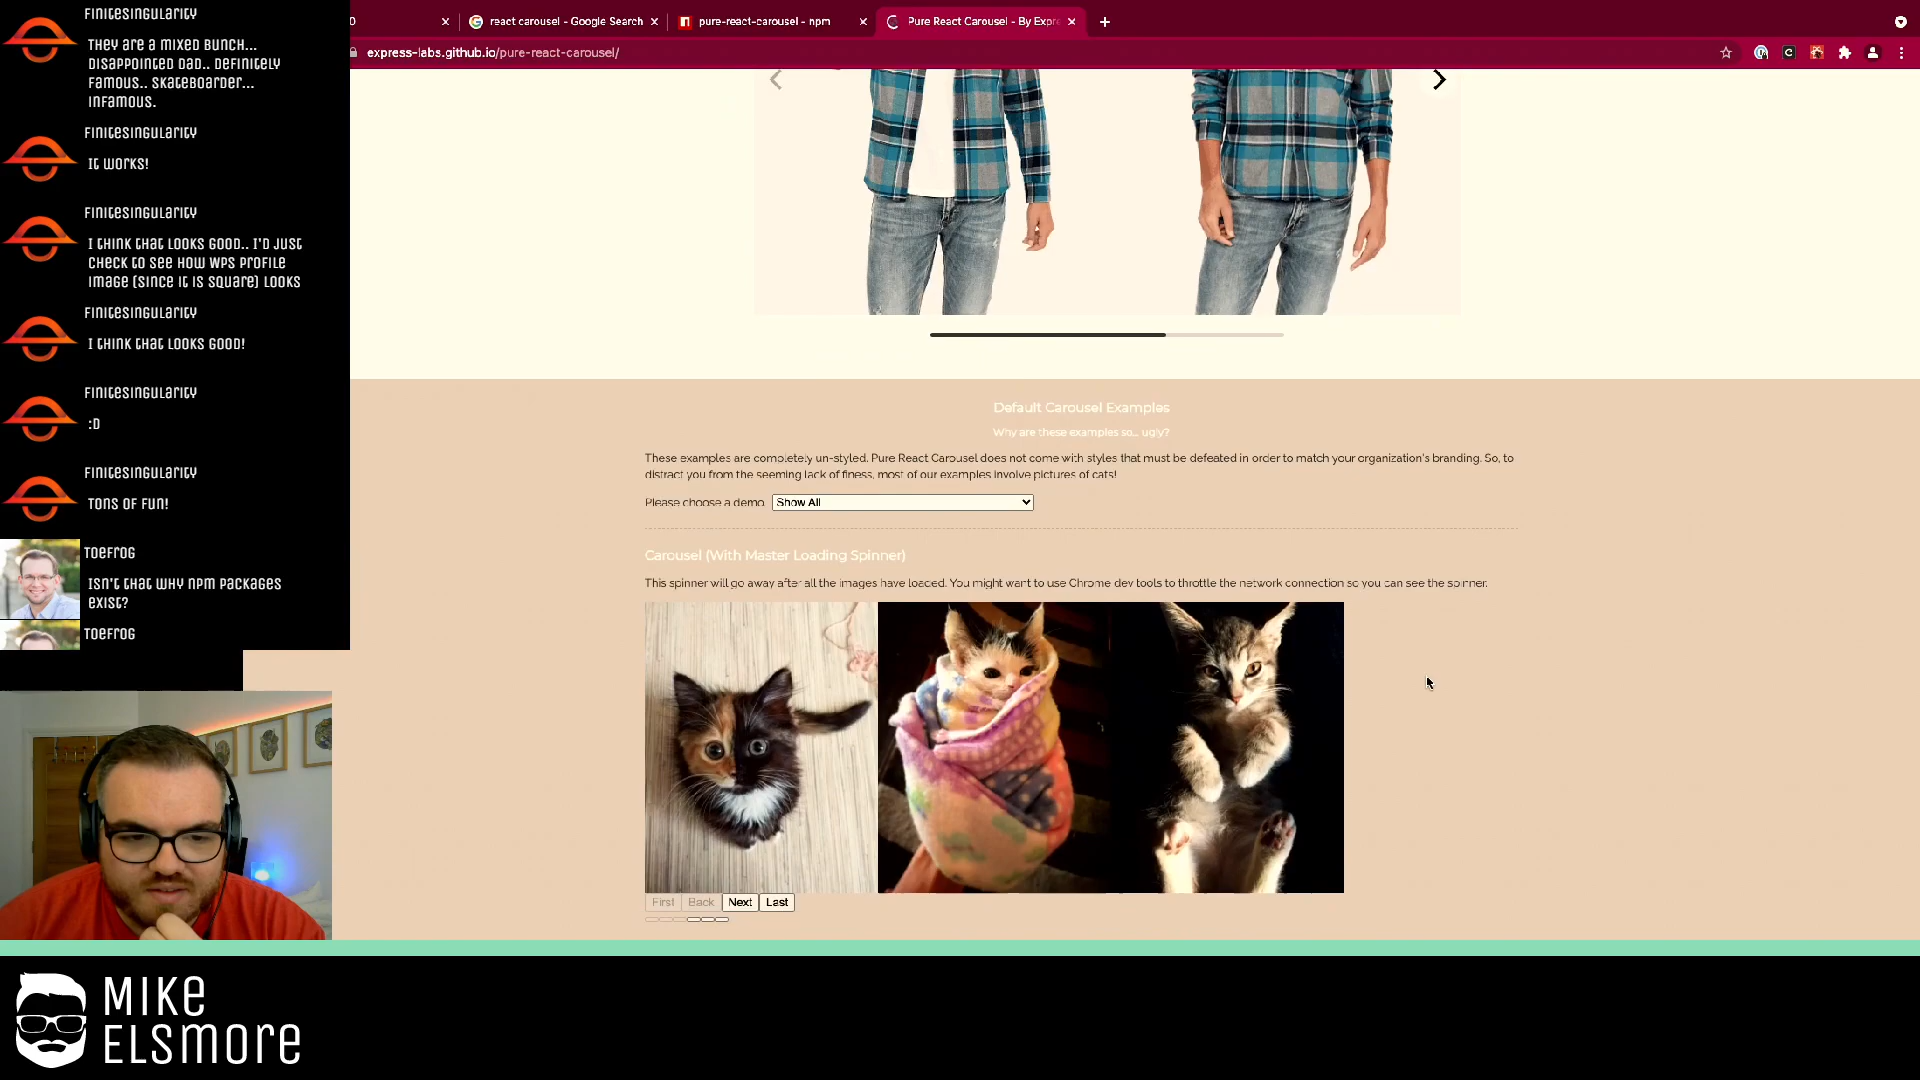 Finitesingularity
They are a mixed bunch...
Disappointed dad.. definitely
famous.. skateboarder...
infamous.
Finitesingularity
It works!
Finitesingularity
I think that looks good.. I'd just
check to see how WPS profile
image (since it is square) looks
Finitesingularity
I think that looks good!
Finitesingularity
:D
Finitesingularity
TONS OF FUN!
Toefrog
Isn't that why npm packages
exist?
Toefrog
react carousel - Google Search
pure-react-carousel - npm
Pure React Carousel - By Expr
express-labs.github.io/pure-react-carousel/
Default Carousel Examples
Why are these examples so... ugly?
These examples are completely un-styled. Pure React Carousel does not come with styles that must be defeated in order to match your organization's branding. So, to
distract you from the seeming lack of finess, most of our examples involve pictures of cats!
Please choose a demo. Show All
Carousel (With Master Loading Spinner)
This spinner will go away after all the images have loaded. You might want to use Chrome dev tools to throttle the network connection so you can see the spinner.
First Back Next Last
Mike
Elsmore